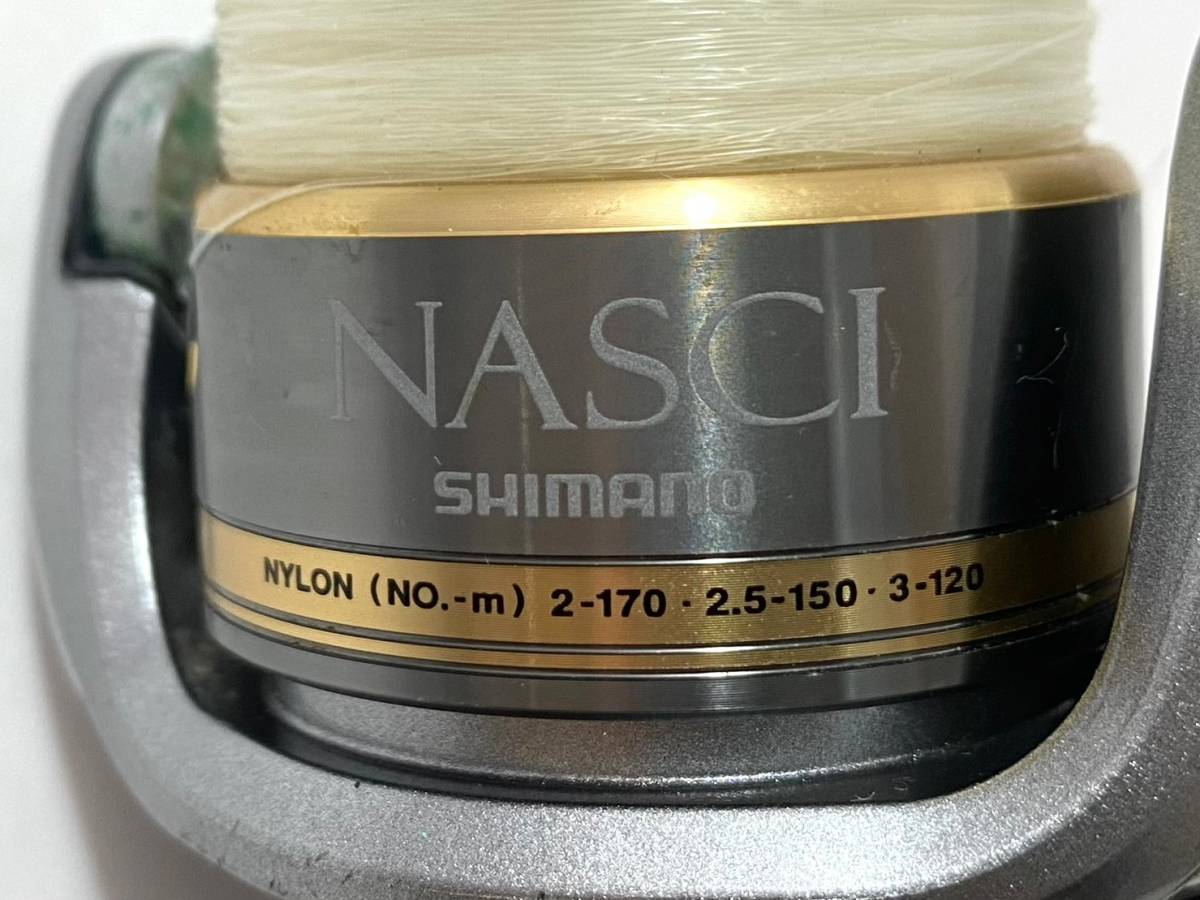 NASCI
SHIMANO
NYLON (NO.-m) 2-170 · 2.5-150 · 3-120